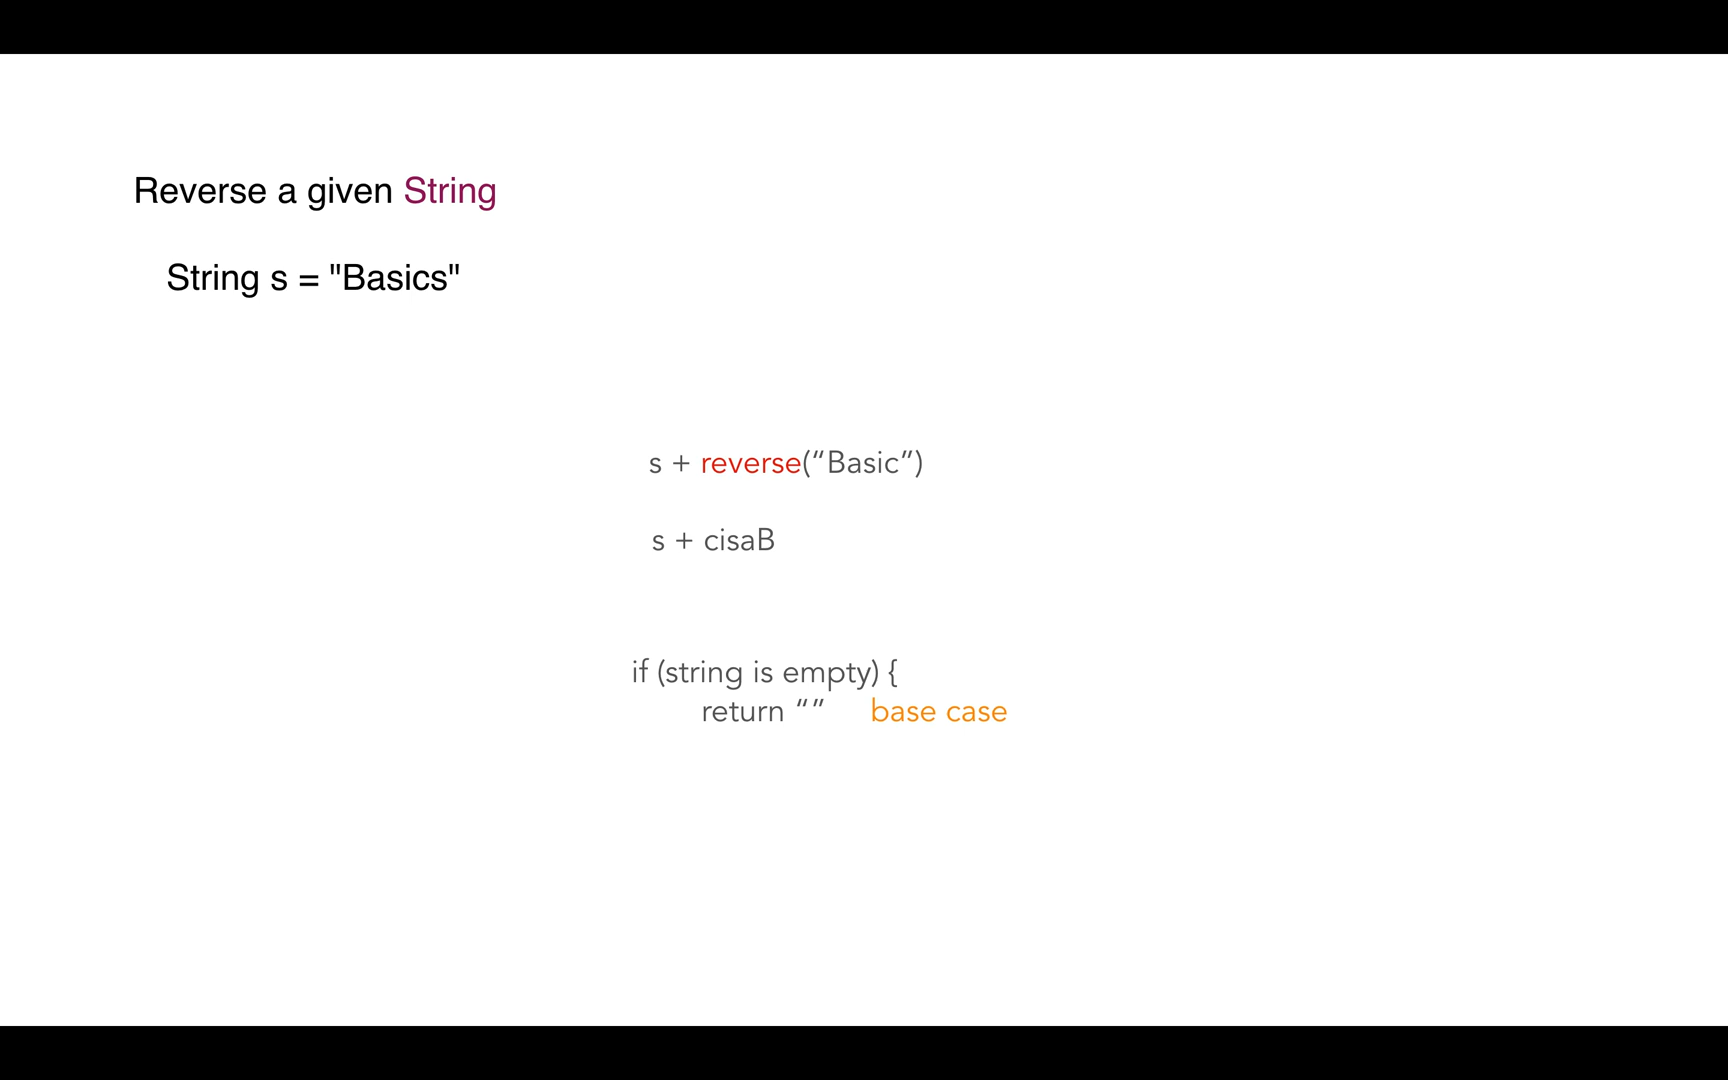 Reverse a given String
String s = "Basics"
s + reverse(“Basic”)
s + cisaB
if (string is empty) {
return “” base case